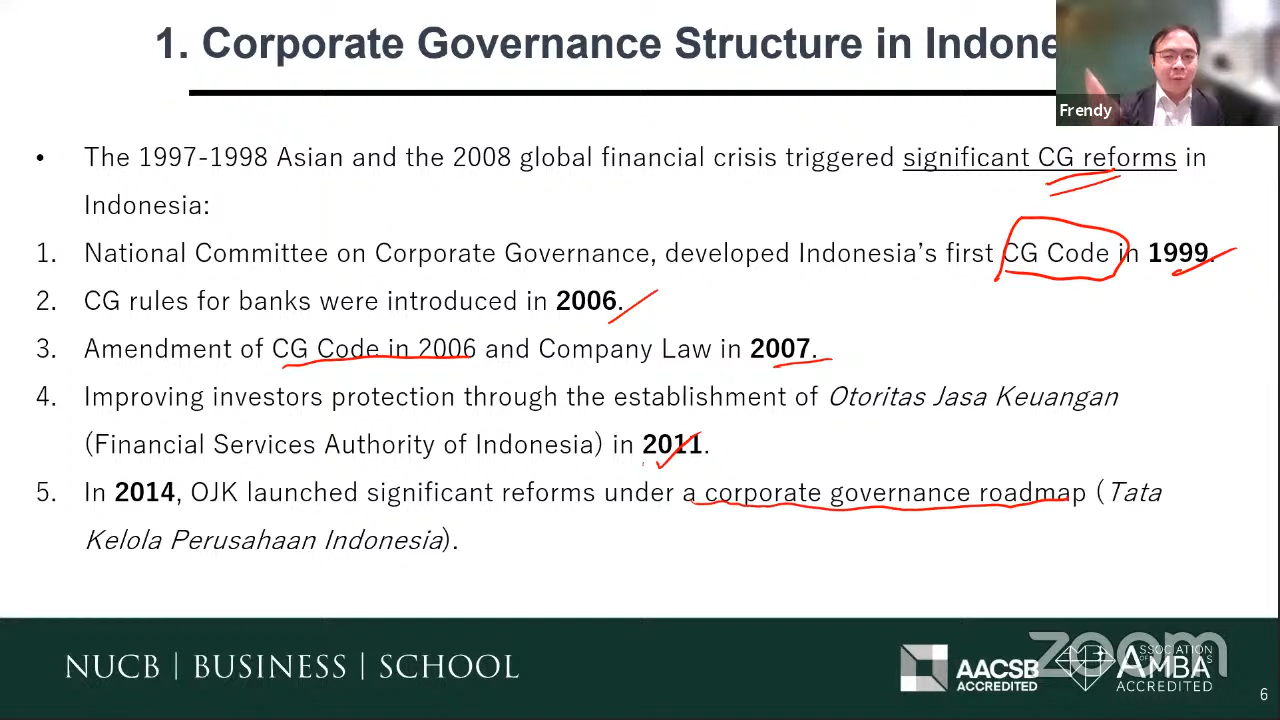 1. Corporate Governance Structure in Indone
Frendy
• The 1997-1998 Asian and the 2008 global financial crisis triggered significant CG reforms in
Indonesia:
1. National Committee on Corporate Governance, developed Indonesia's first CG Code in 1999.
2. CG rules for banks were introduced in 2006.
3. Amendment of CG Code in 2006 and Company Law in 2007.
4. Improving investors protection through the establishment of Otoritas Jasa Keuangan
(Financial Services Authority of Indonesia) in 2011.
5. In 2014, OJK launched significant reforms under a corporate governance roadmap (Tata
Kelola Perusahaan Indonesia).
NUCB | BUSINESS | SCHOOL
AACSB
ACCREDITED
zoom
AMBA
ACCREDITED
6